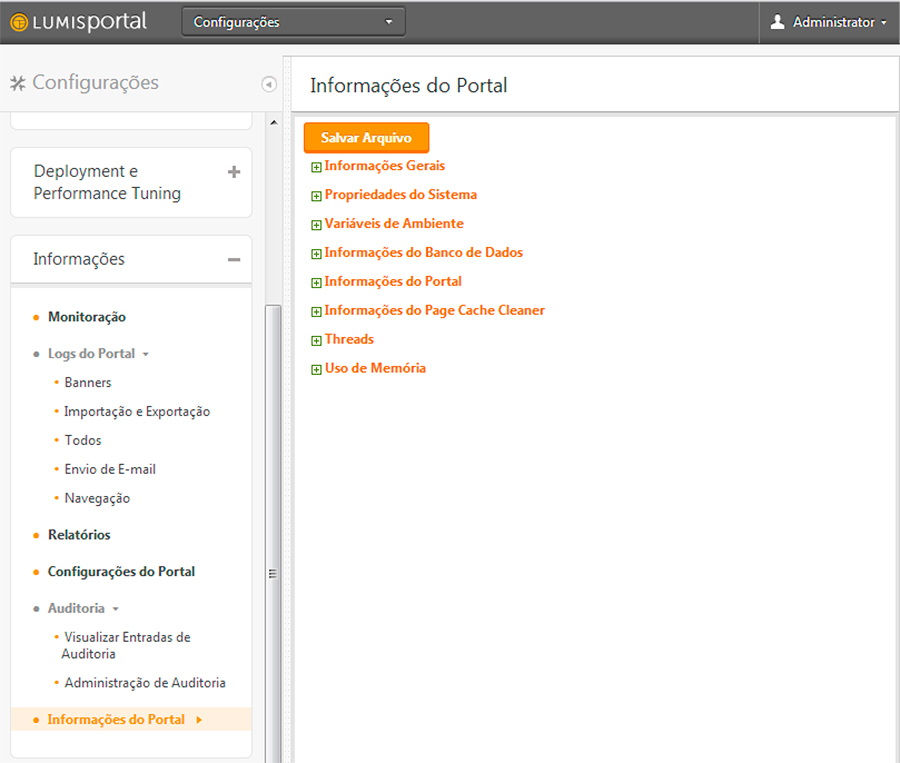 LUMISportal
Configurações
Administrator
Configurações
Informações do Portal
Deployment e
Performance Tuning
Informações
Monitoração
Logs do Portal
Banners
Importação e Exportação
Todos
Envio de E-mail
Navegação
Relatórios
Configurações do Portal
Auditoria
Visualizar Entradas de
Auditoria
Administração de Auditoria
Informações do Portal
Salvar Arquivo
Informações Gerais
Propriedades do Sistema
Variáveis de Ambiente
Informações do Banco de Dados
Informações do Portal
Informações do Page Cache Cleaner
Threads
Uso de Memória